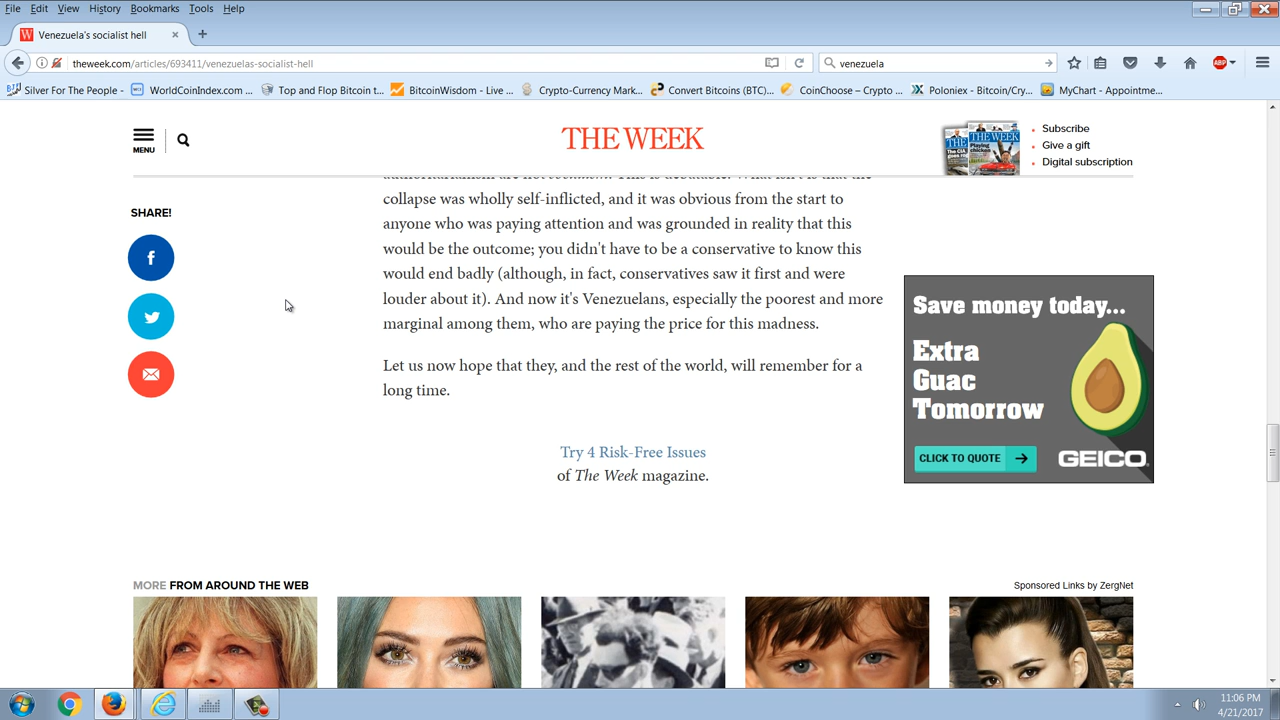 File Edit View History Bookmarks Tools Help
Venezuela's socialist hell
theweek.com/articles/693411/venezuelas-socialist-hell
venezuela
ABP
Silver For The People -
WorldCoinIndex.com ...
Top and Flop Bitcoin t...
BitcoinWisdom - Live ...
Crypto-Currency Mark...
Convert Bitcoins (BTC)...
CoinChoose – Crypto ...
Poloniex - Bitcoin/Cry...
MyChart - Appointme...
MENU
THE WEEK
Subscribe
Give a gift
Digital subscription
SHARE!
collapse was wholly self-inflicted, and it was obvious from the start to
anyone who was paying attention and was grounded in reality that this
would be the outcome; you didn't have to be a conservative to know this
would end badly (although, in fact, conservatives saw it first and were
louder about it). And now it's Venezuelans, especially the poorest and more
marginal among them, who are paying the price for this madness.
Let us now hope that they, and the rest of the world, will remember for a
long time.
Save money today...
Extra
Guac
Tomorrow
CLICK TO QUOTE
GEICO.
Try 4 Risk-Free Issues
of The Week magazine.
MORE FROM AROUND THE WEB
Sponsored Links by ZergNet
11:06 PM
4/21/2017